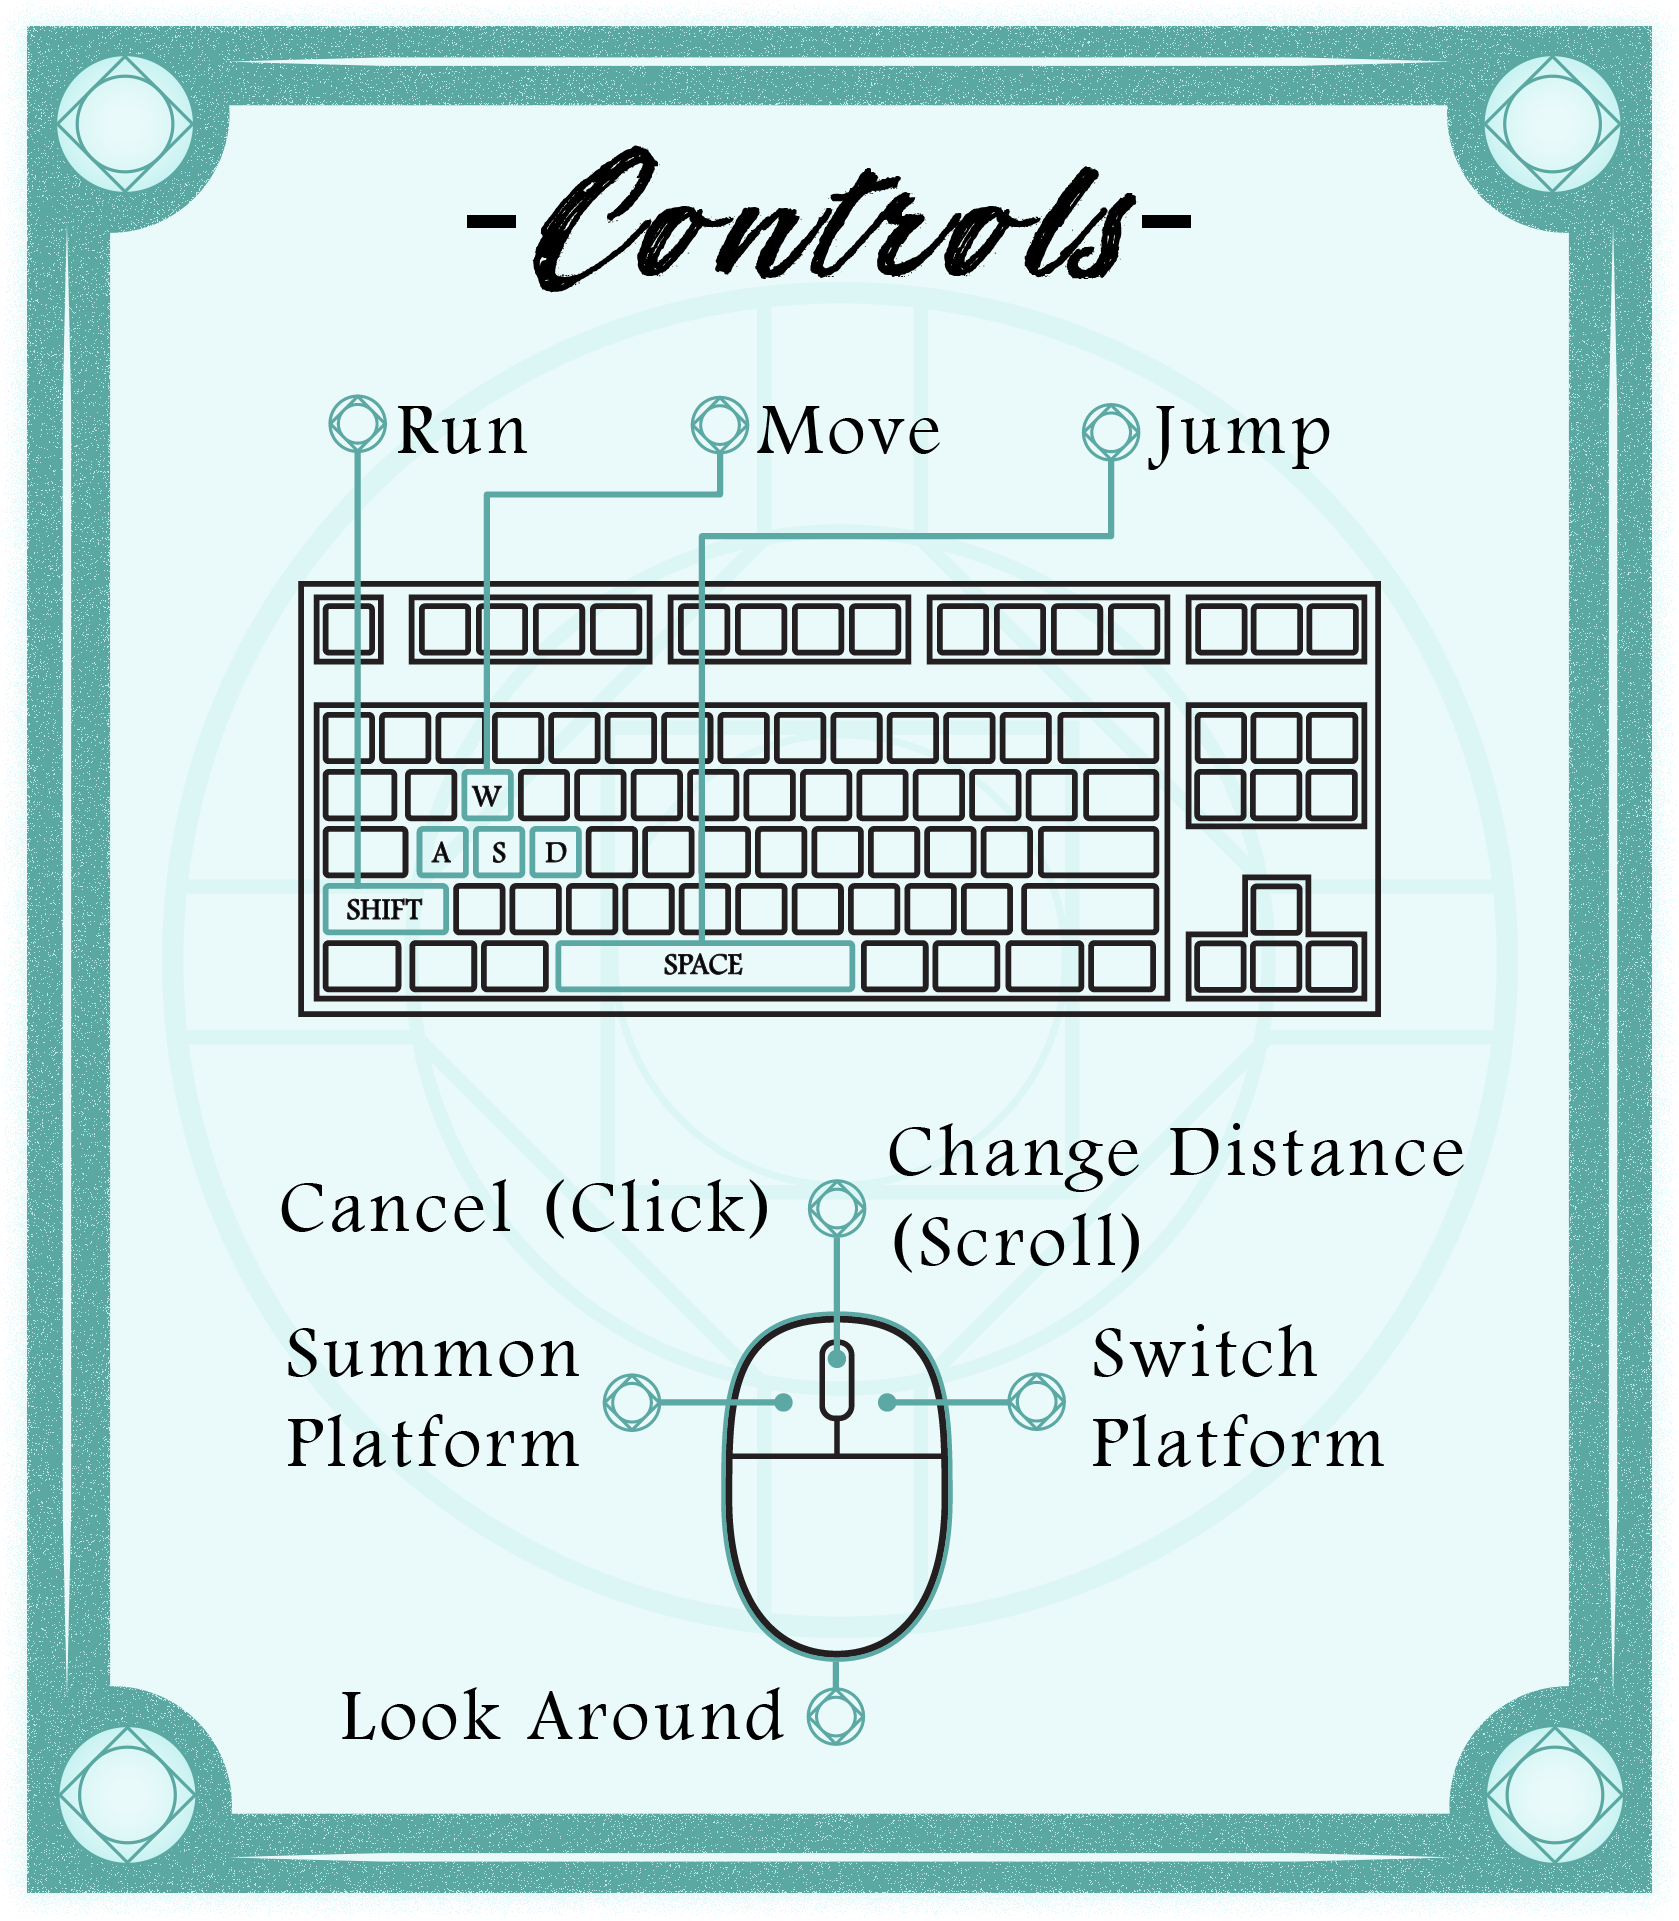 -Controls-
Run
Move
Jump
W
A S D
SHIFT
SPACE
Cancel (Click)
Change Distance
(Scroll)
Summon
Platform
Switch
Platform
Look Around